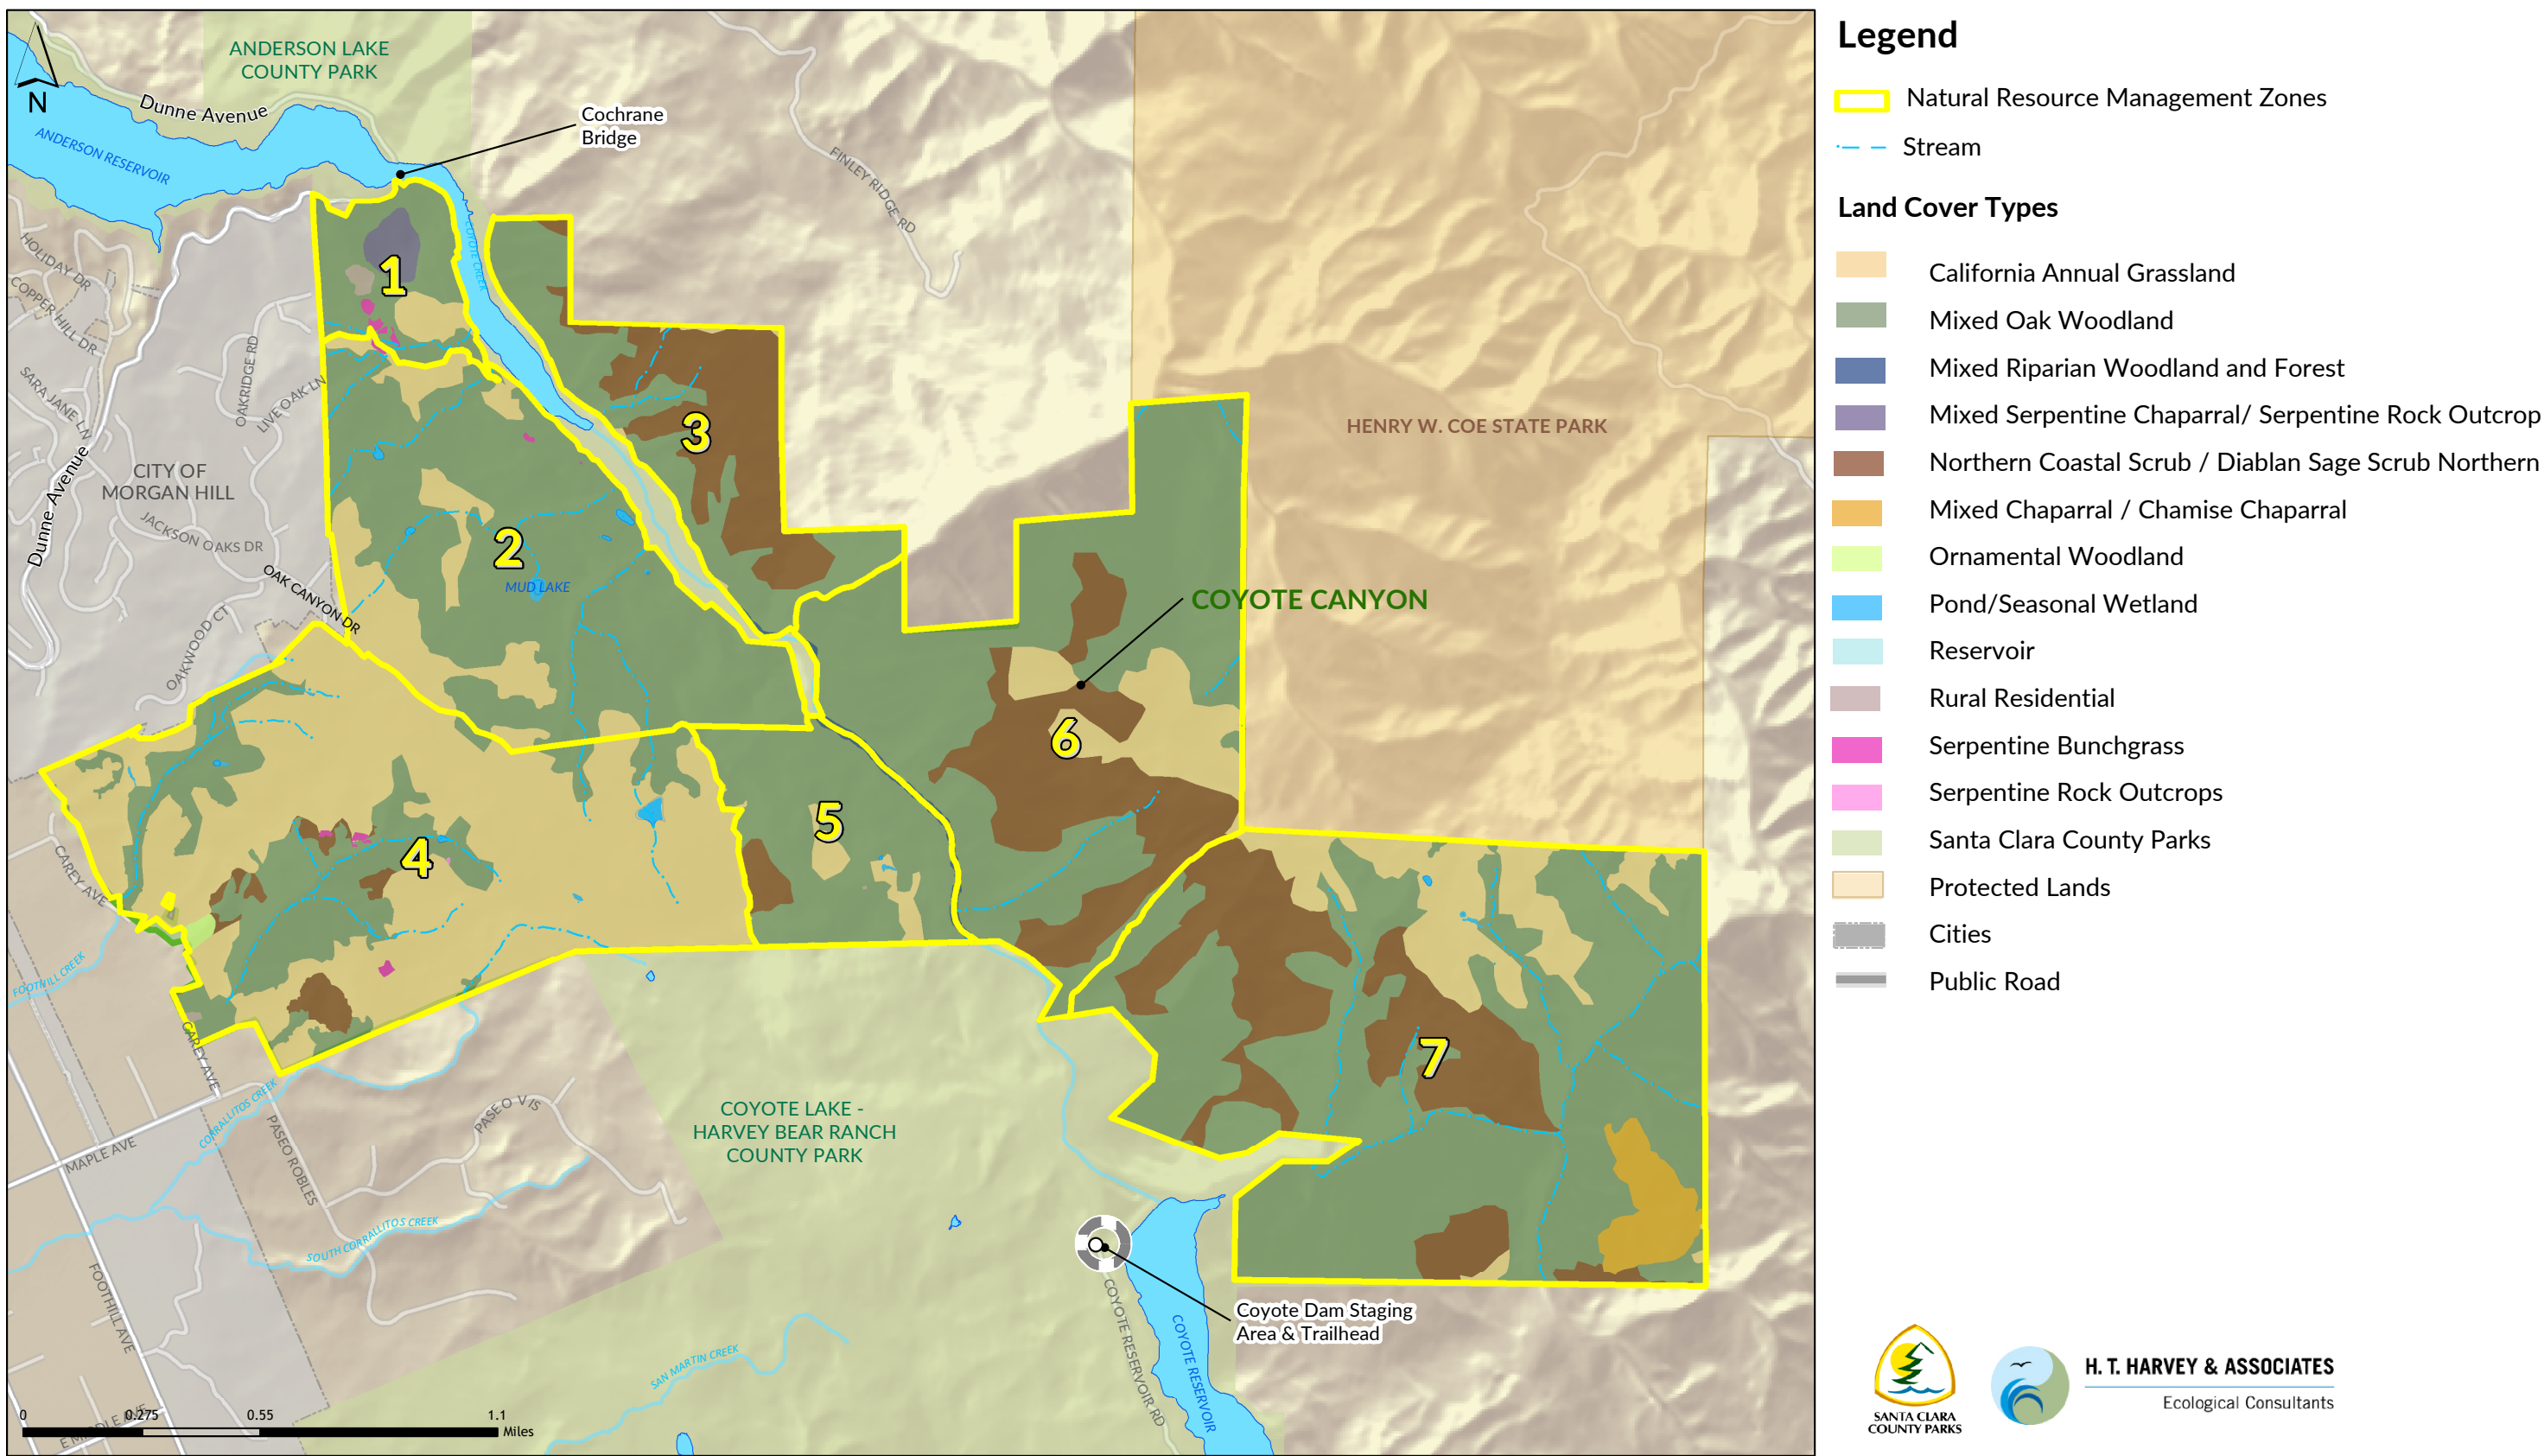 ANDERSON LAKE
COUNTY PARK
N
Dunne Avenue
Cochrane
Bridge
ANDERSON RESERVOIR
FINLEY RIDGE RD
COYOTE CREEK
HOLIDAY DR
COPPER HILL DR
1
OAKRIDGE RD
LIVE OAK LN
SARA JANE LN
3
HENRY W. COE STATE PARK
CITY OF
MORGAN HILL
Dunne Avenue
JACKSON OAKS DR
2
OAK CANYON DR
MUD LAKE
COYOTE CANYON
OAKWOOD CT
6
5
4
CAREY AVE
FOOTHILL CREEK
CAREY AVE
7
CORRALLITOS CREEK
PASEO VIS
COYOTE LAKE -
HARVEY BEAR RANCH
COUNTY PARK
MAPLE AVE
PASEO ROBLES
SOUTH CORRALLITOS CREEK
FOOTHILL AVE
Coyote Dam Staging
Area & Trailhead
COYOTE RESERVOIR RD
COYOTE RESERVOIR
SAN MARTIN CREEK
0 0.275 0.55 1.1
Miles
Legend
Natural Resource Management Zones
Stream
Land Cover Types
California Annual Grassland
Mixed Oak Woodland
Mixed Riparian Woodland and Forest
Mixed Serpentine Chaparral/ Serpentine Rock Outcrop
Northern Coastal Scrub / Diablan Sage Scrub Northern
Mixed Chaparral / Chamise Chaparral
Ornamental Woodland
Pond/Seasonal Wetland
Reservoir
Rural Residential
Serpentine Bunchgrass
Serpentine Rock Outcrops
Santa Clara County Parks
Protected Lands
Cities
Public Road
SANTA CLARA
COUNTY PARKS
H. T. HARVEY & ASSOCIATES
Ecological Consultants